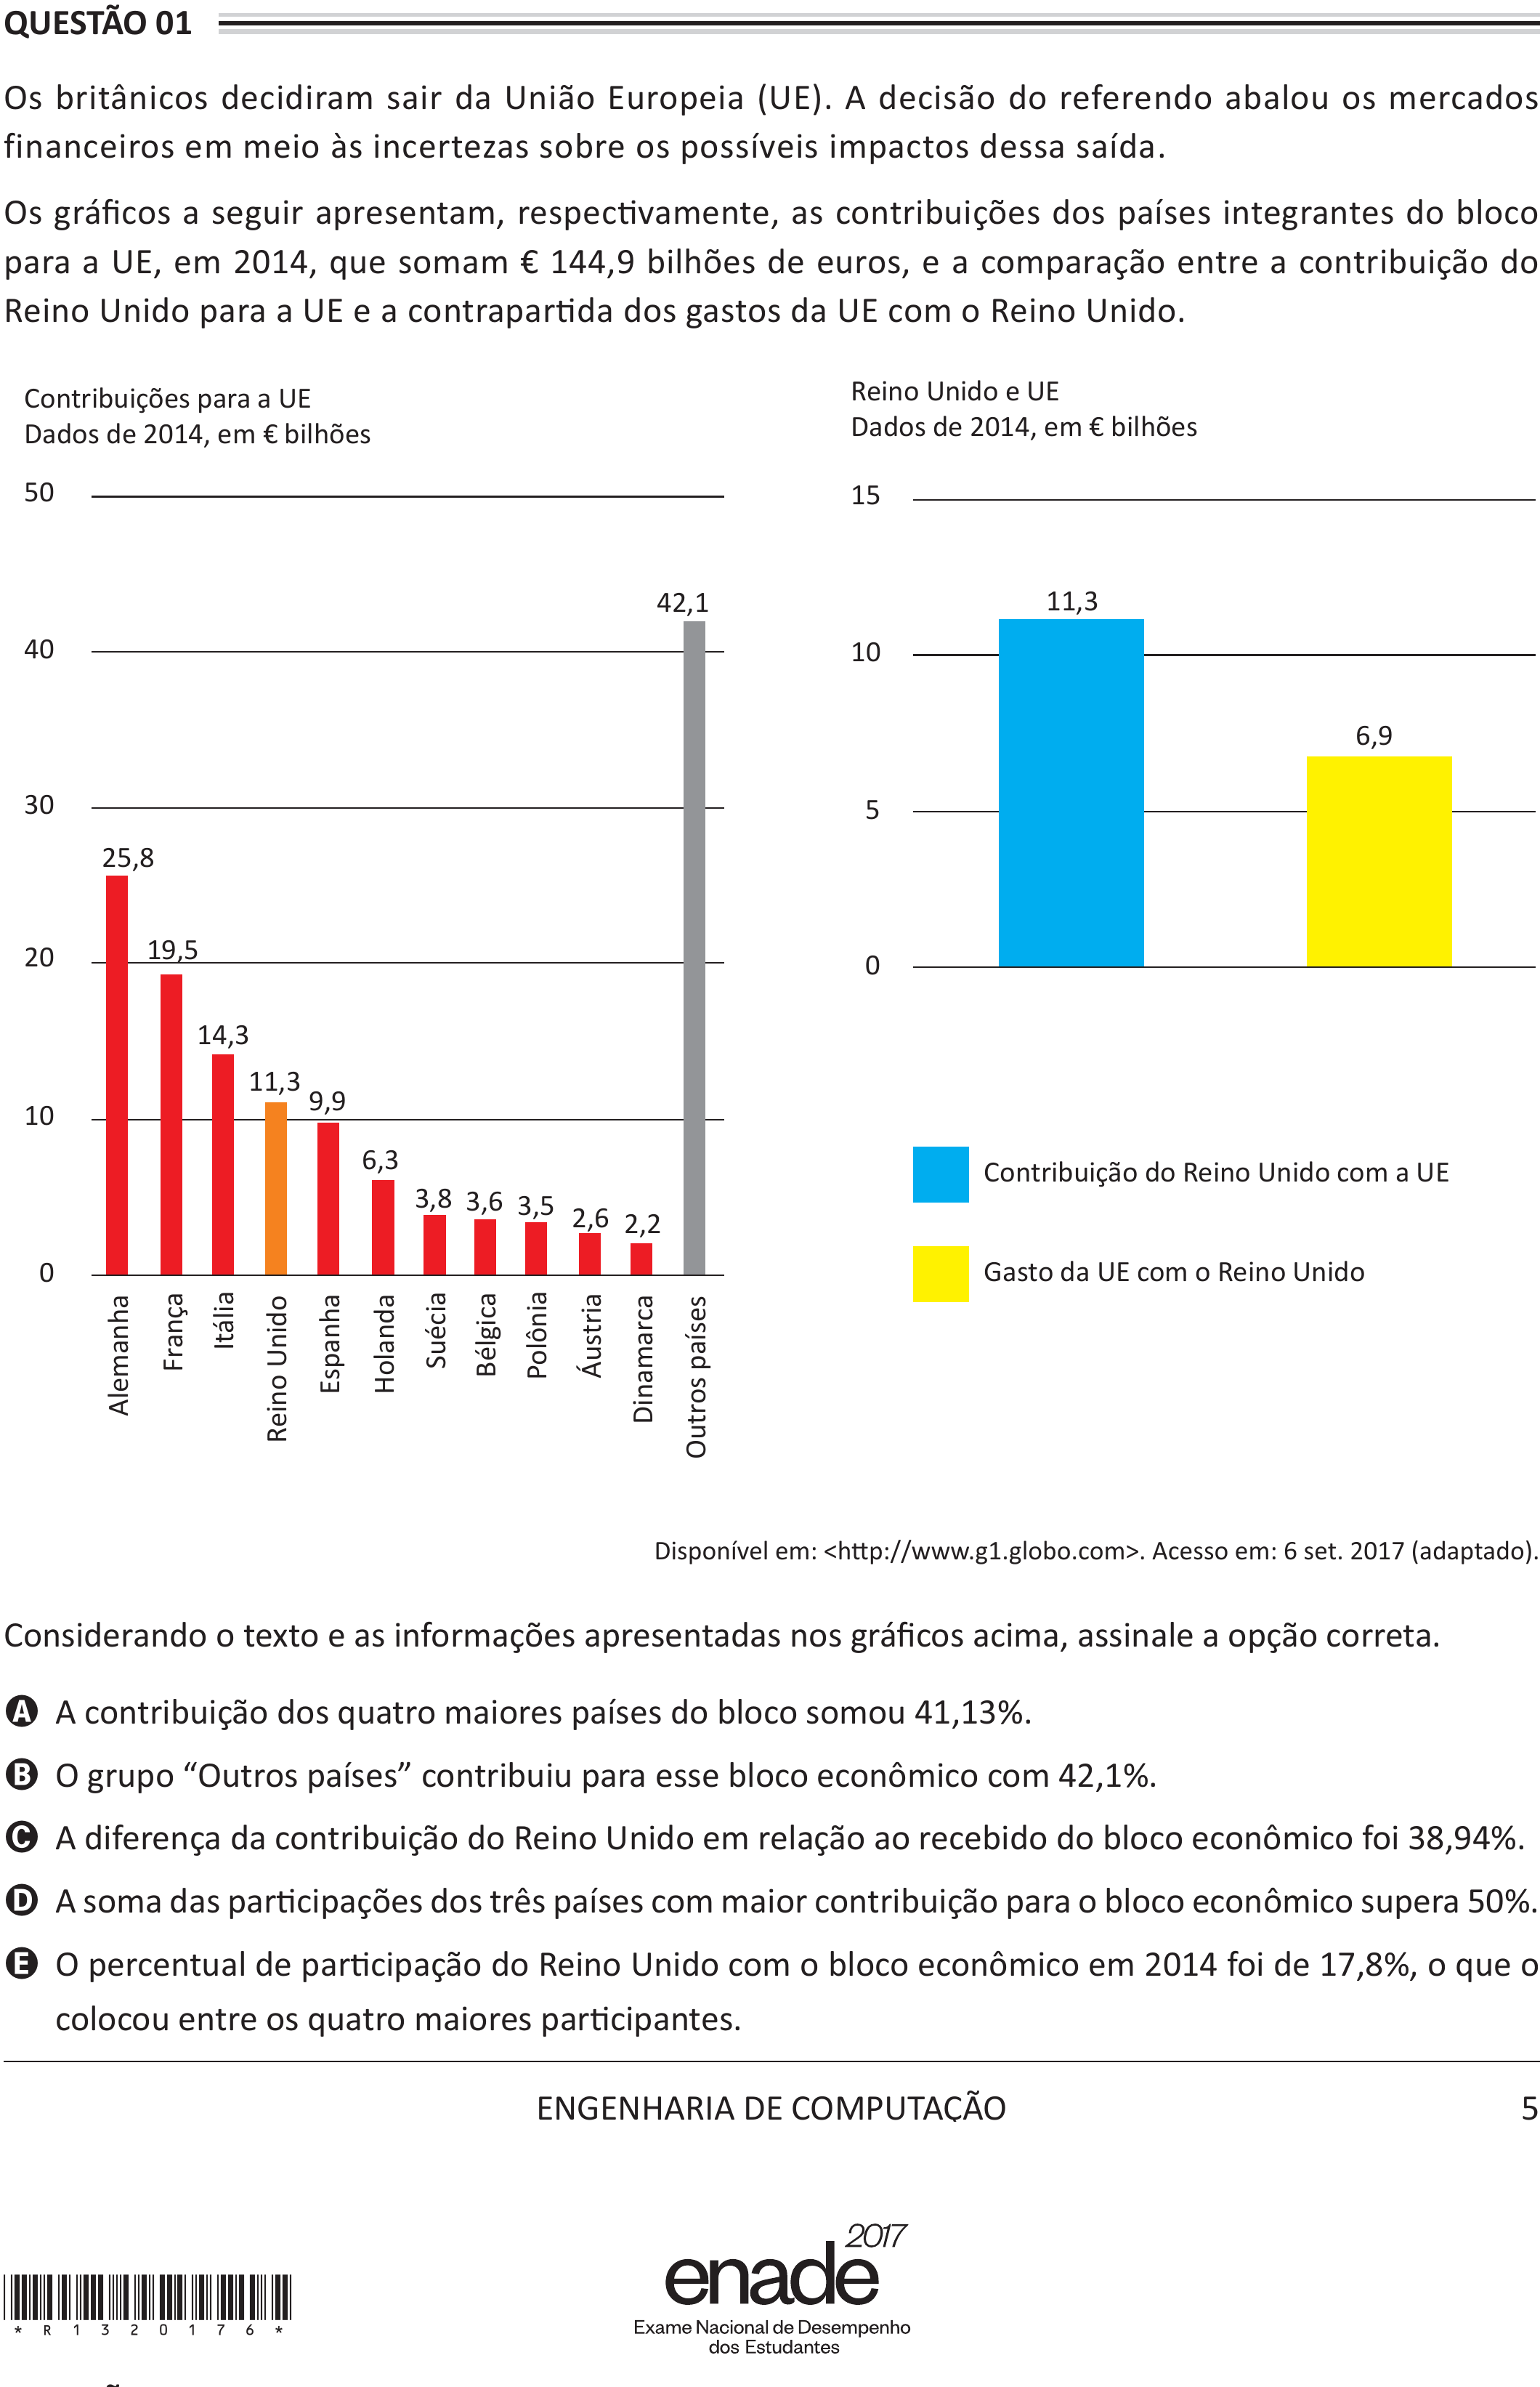 QUESTÃO 01
Os britânicos decidiram sair da União Europeia (UE). A decisão do referendo abalou os mercados
financeiros em meio às incertezas sobre os possíveis impactos dessa saída.
Os gráficos a seguir apresentam, respectivamente, as contribuições dos países integrantes do bloco
para a UE, em 2014, que somam € 144,9 bilhões de euros, e a comparação entre a contribuição do
Reino Unido para a UE e a contrapartida dos gastos da UE com o Reino Unido.
Contribuições para a UE
Dados de 2014, em € bilhões
50
40
30
20
10
0
25,8
19,5
14,3
11,3
9,9
6,3
3,8
3,6
3,5
2,6
2,2
42,1
Alemanha
França
Itália
Reino Unido
Espanha
Holanda
Suécia
Bélgica
Polônia
Áustria
Dinamarca
Outros países
Reino Unido e UE
Dados de 2014, em € bilhões
15
10
5
0
11,3
6,9
Contribuição do Reino Unido com a UE
Gasto da UE com o Reino Unido
Disponível em: <http://www.g1.globo.com>. Acesso em: 6 set. 2017 (adaptado).
Considerando o texto e as informações apresentadas nos gráficos acima, assinale a opção correta.
A A contribuição dos quatro maiores países do bloco somou 41,13%.
B O grupo “Outros países” contribuiu para esse bloco econômico com 42,1%.
C A diferença da contribuição do Reino Unido em relação ao recebido do bloco econômico foi 38,94%.
D A soma das participações dos três países com maior contribuição para o bloco econômico supera 50%.
E O percentual de participação do Reino Unido com o bloco econômico em 2014 foi de 17,8%, o que o
colocou entre os quatro maiores participantes.
ENGENHARIA DE COMPUTAÇÃO
5
*R1320176*
enade 2017
Exame Nacional de Desempenho
dos Estudantes